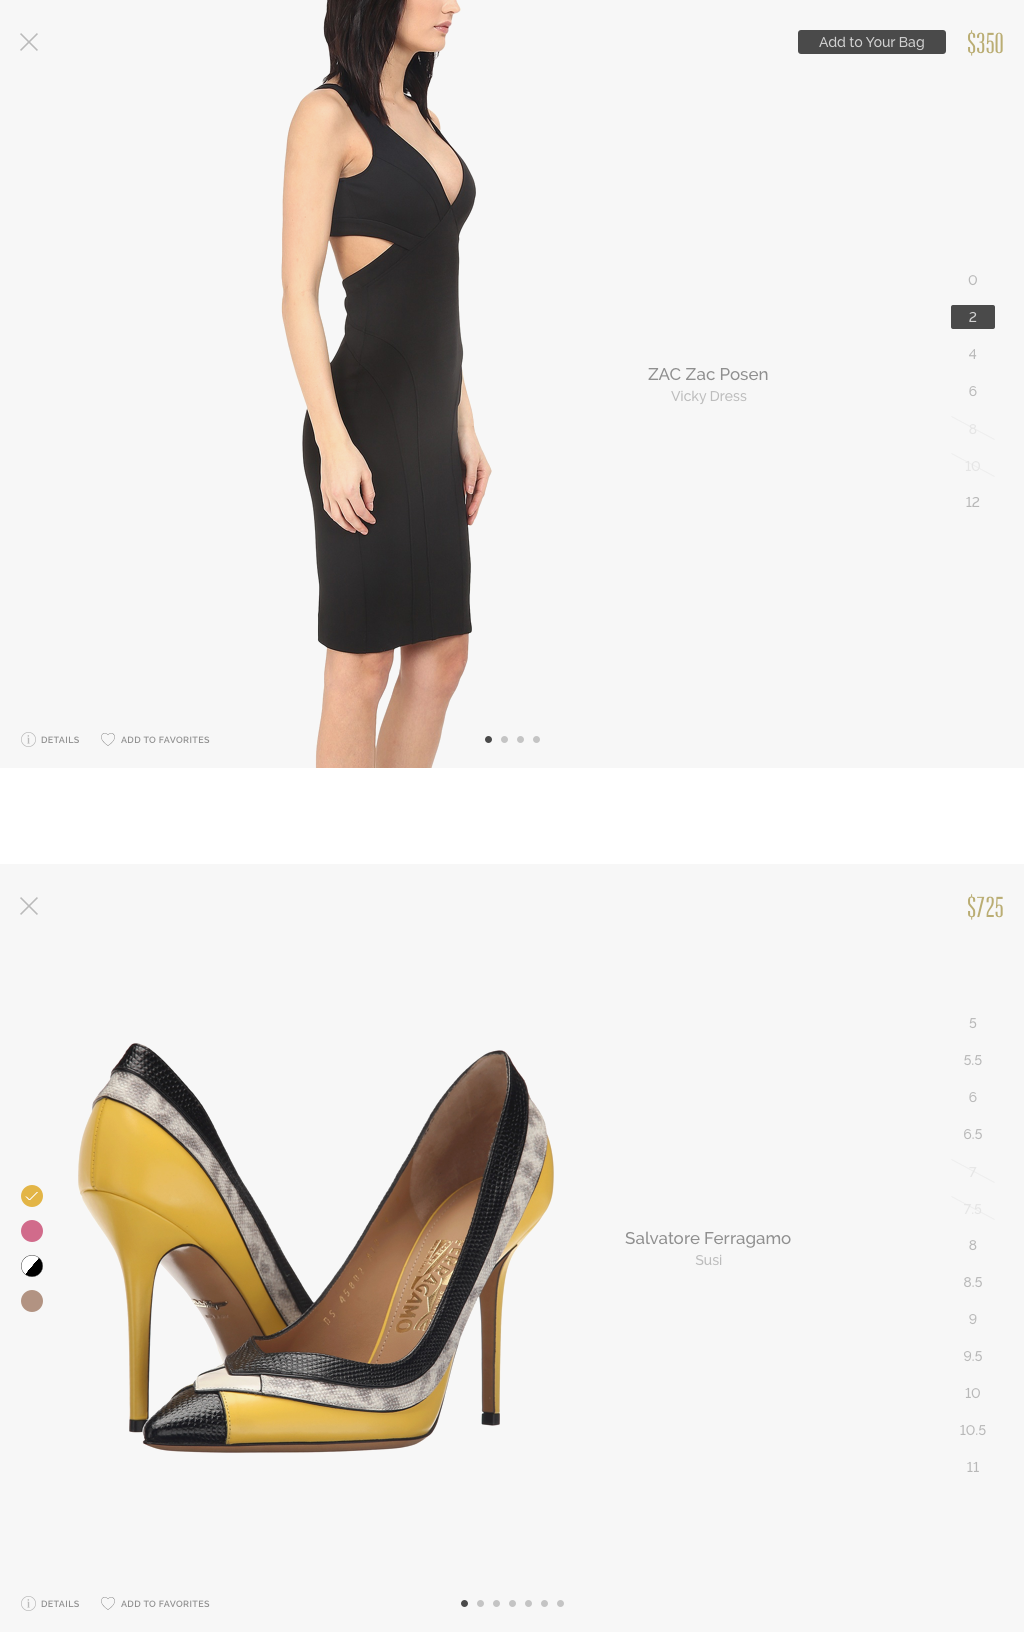 Add to Your Bag
$350
0
2
4
6
8
10
12
ZAC Zac Posen
Vicky Dress
DETAILS
ADD TO FAVORITES
$725
5
5.5
6
6.5
7
7.5
8
8.5
9
9.5
10
10.5
11
Salvatore Ferragamo
Susi
DETAILS
ADD TO FAVORITES